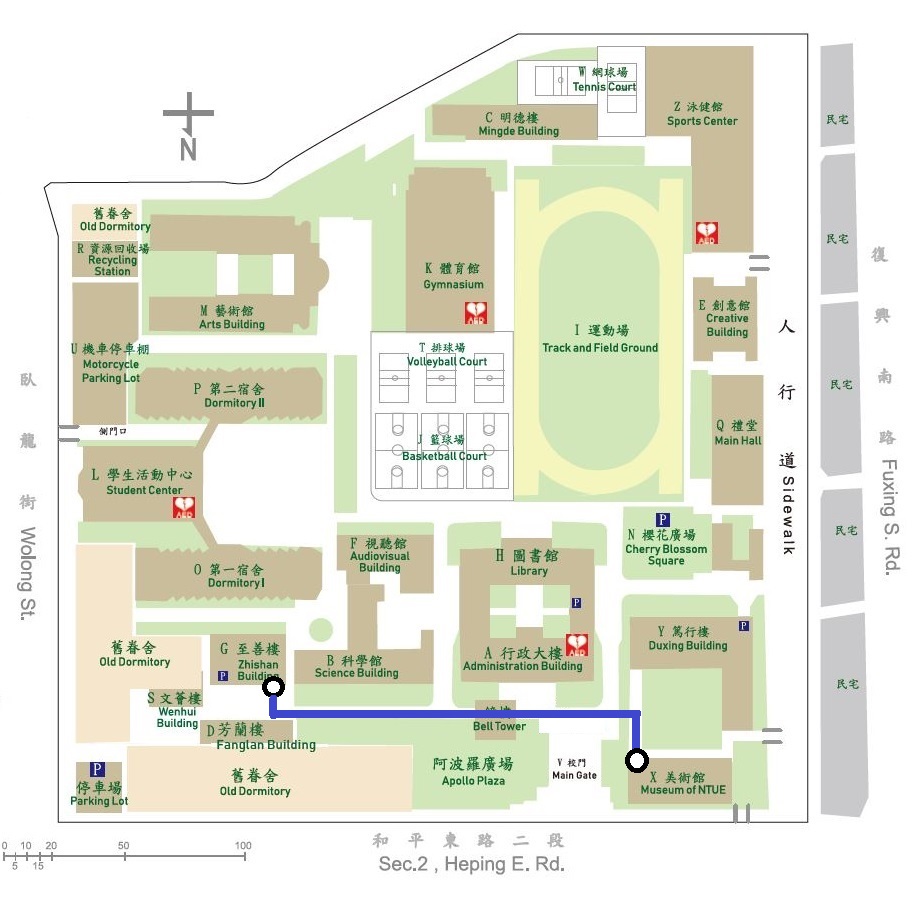 W 網球場
Tennis Court
C 明德樓
Mingde Building
Z 泳健館
Sports Center
民宅
N
舊眷舍
Old Dormitory
R 資源回收場
Recycling
Station
M 藝術館
Arts Building
K 體育館
Gymnasium
AED
AED
I 運動場
Track and Field Ground
E 創意館
Creative
Building
民宅
復興南路 Fuxing S. Rd.
人行道 Sidewalk
U 機車停車棚
Motorcycle
Parking Lot
T 排球場
Volleyball Court
P 第二宿舍
Dormitory II
J 籃球場
Basketball Court
Q 禮堂
Main Hall
民宅
臥龍街 Wolong St.
側門口
L 學生活動中心
Student Center
AED
F 視聽館
Audiovisual
Building
H 圖書館
Library
P
P
N 櫻花廣場
Cherry Blossom
Square
民宅
O 第一宿舍
Dormitory I
舊眷舍
Old Dormitory
G 至善樓
Zhishan
Building
P
B 科學館
Science Building
A 行政大樓
Administration Building
AED
Y 篤行樓
Duxing Building
P
民宅
S 文薈樓
Wenhui
Building
D 芳蘭樓
Fanglan Building
Bell Tower
P
停車場
Parking Lot
舊眷舍
Old Dormitory
阿波羅廣場
Apollo Plaza
V 校門
Main Gate
X 美術館
Museum of NTUE
和平東路二段
Sec.2 , Heping E. Rd.
0 10 20 50 100
5 15